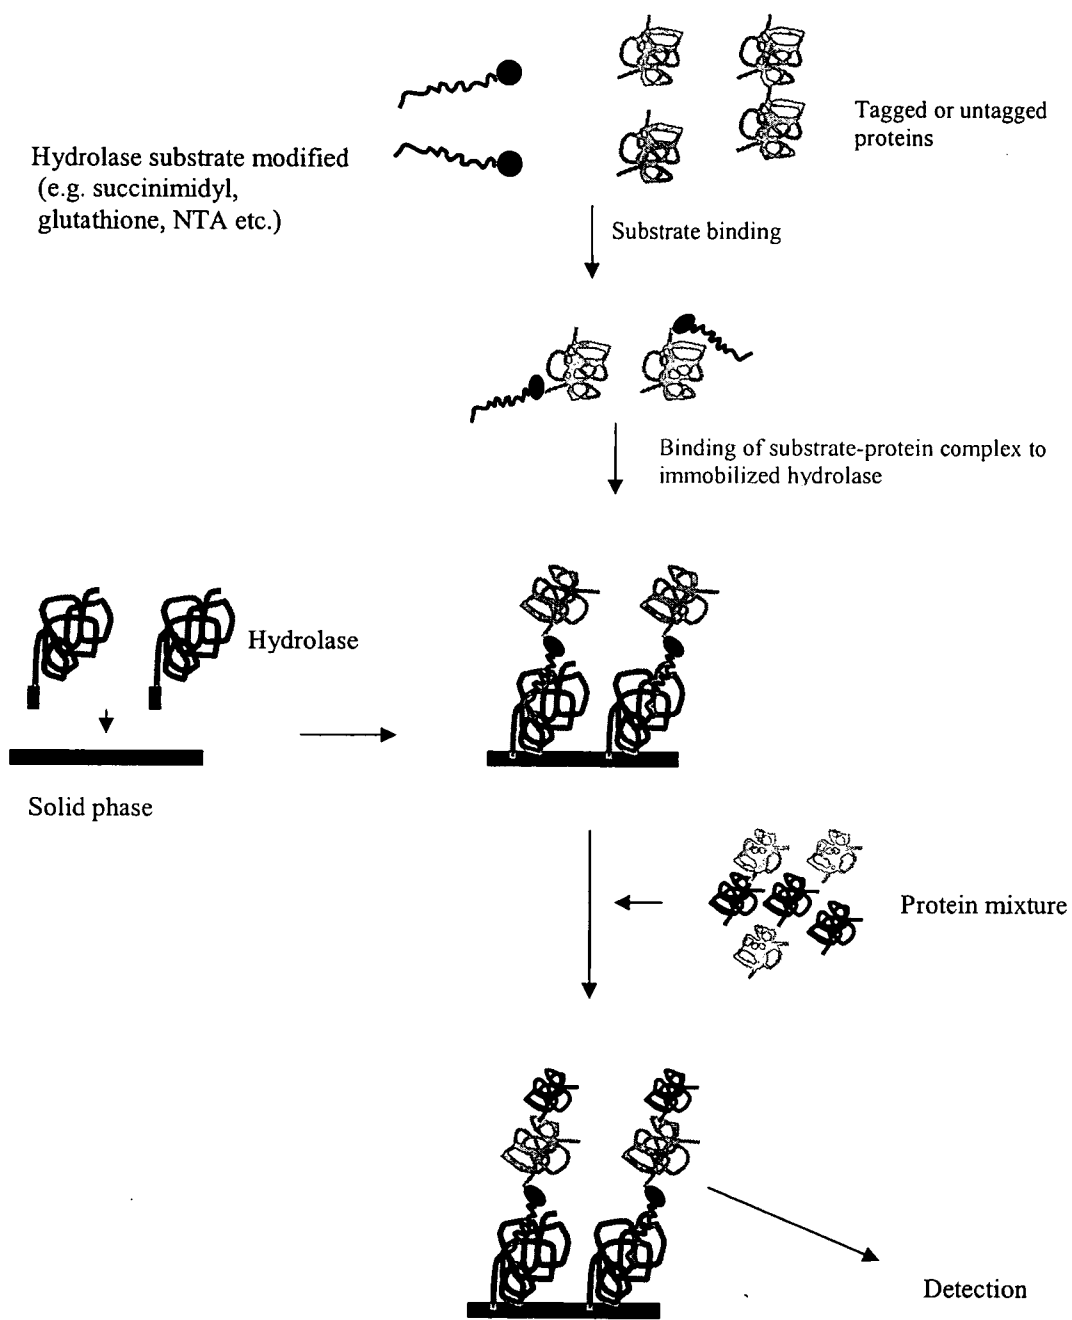 Tagged or untagged
proteins
Hydrolase substrate modified
(e.g. succinimidyl,
glutathione, NTA etc.)
Substrate binding
Binding of substrate-protein complex to
immobilized hydrolase
Hydrolase
Solid phase
Protein mixture
Detection